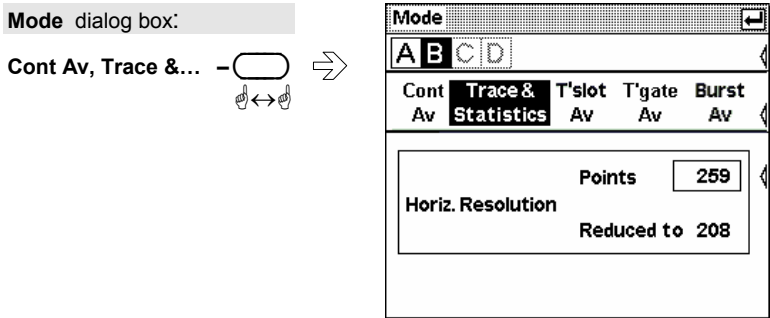 Mode dialog box:
Cont Av, Trace &… –
Mode
A B C D
Cont Trace & T'slot T'gate Burst
Av Statistics Av Av Av
Points 259
Horiz. Resolution
Reduced to 208